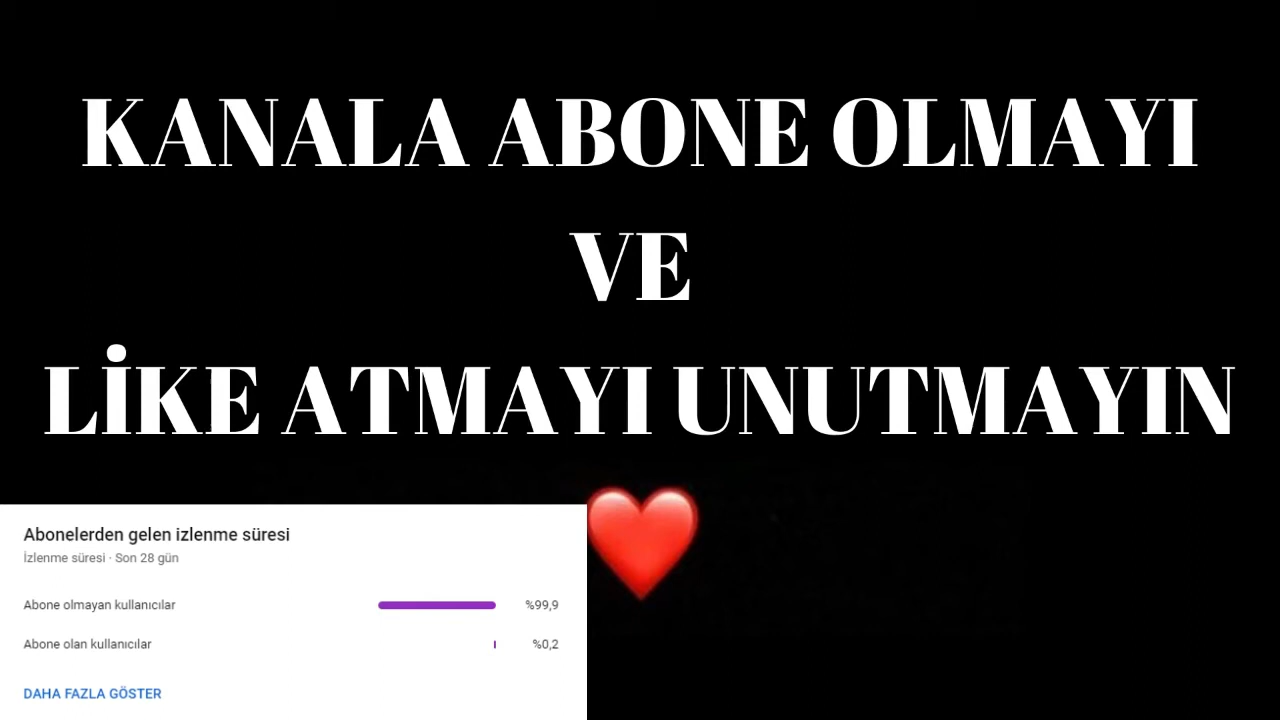 KANALA ABONE OLMAYI
VE
LİKE ATMAYI UNUTMAYIN
Abonelerden gelen izlenme süresi
İzlenme süresi · Son 28 gün
Abone olmayan kullanıcılar %99,9
Abone olan kullanıcılar %0,2
DAHA FAZLA GÖSTER